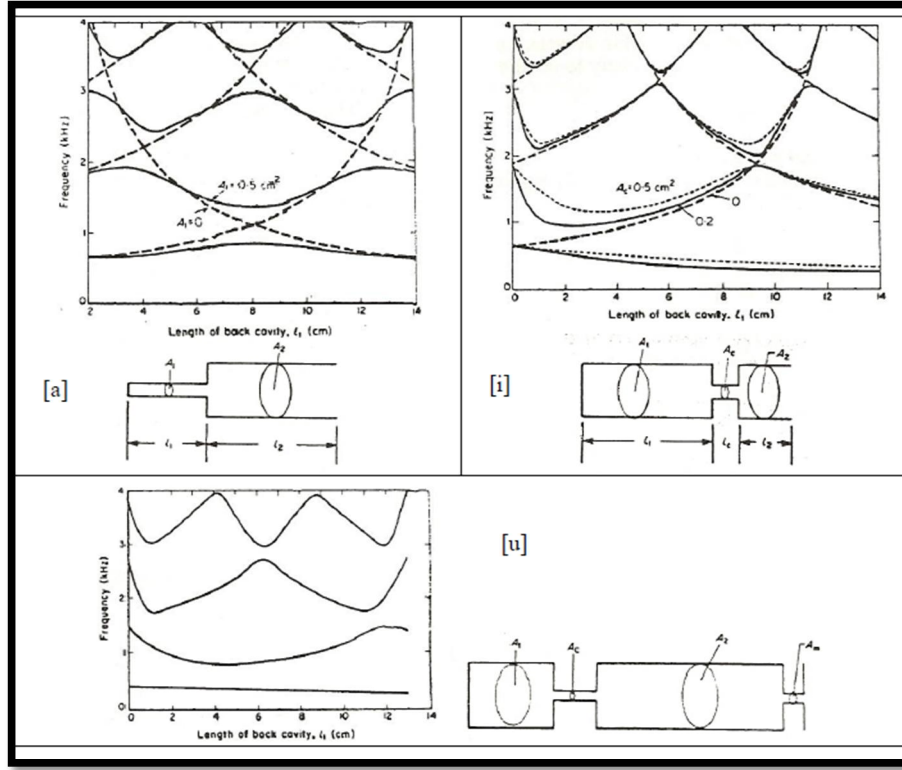 Frequency (kHz)
4
3
2
1
0
A₁=0·5 cm²
A₁=0
2 4 6 8 10 12 14
Length of back cavity, ℓ₁ (cm)
[a]
A₁
A₂
ℓ₁
ℓ₂
Frequency (kHz)
4
3
2
1
0
Ac=0·5 cm²
0
0·2
0 2 4 6 8 10 12 14
Length of back cavity, ℓ₁ (cm)
[i]
A₁
Ac
A₂
ℓ₁
ℓc
ℓ₂
Frequency (kHz)
4
3
2
1
0
0 2 4 6 8 10 12 14
Length of back cavity, ℓ₁ (cm)
[u]
A₁
Ac
A₂
Am